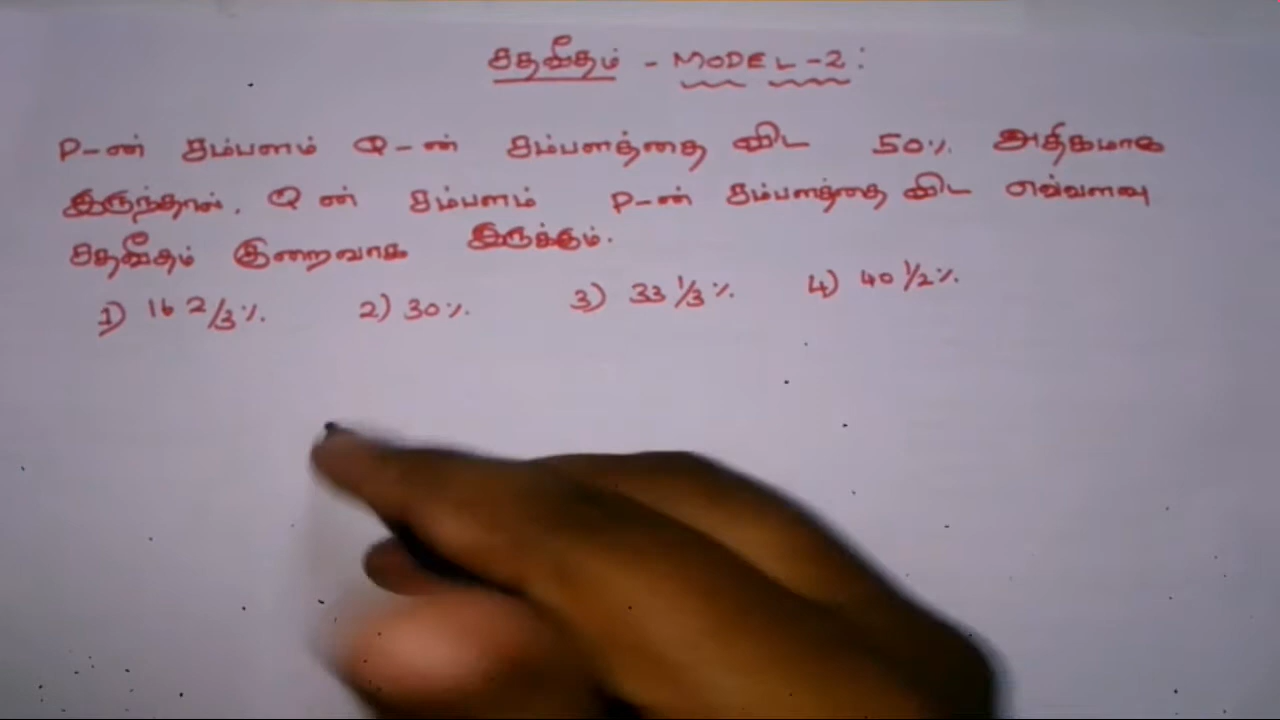 சதவீதம் - MODEL-2:
P-ன் சம்பளம் Q-ன் சம்பளத்தை விட 50% அதிகமாக
இருந்தால், Q ன் சம்பளம் P-ன் சம்பளத்தை விட எவ்வளவு
சதவீதம் குறைவாக இருக்கும்.
1) 16 2/3% 2) 30% 3) 33 1/3% 4) 40 1/2%